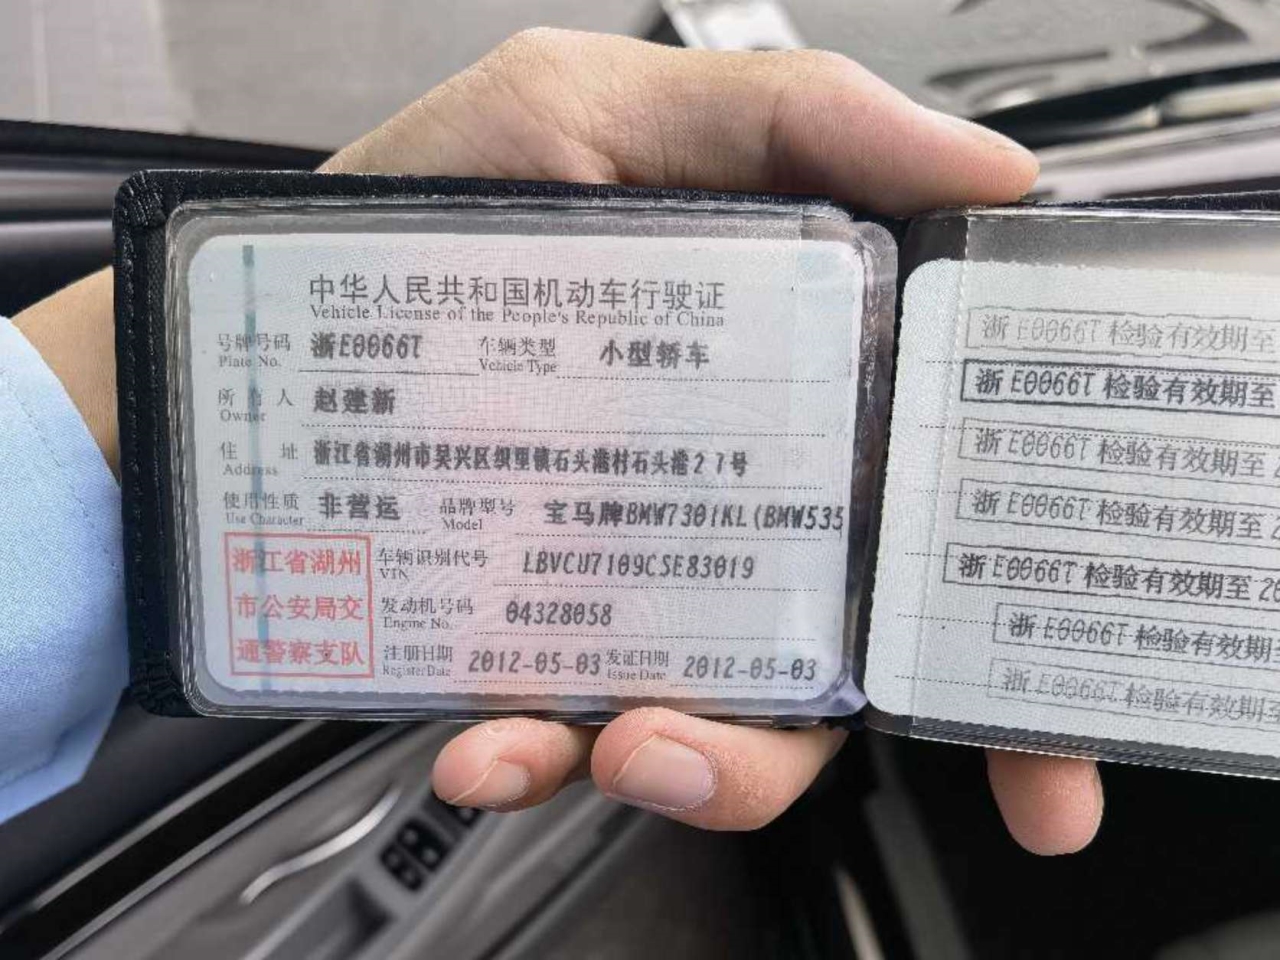 中华人民共和国机动车行驶证
Vehicle License of the People's Republic of China
号牌号码 浙E0066T 车辆类型 小型轿车
Plate No. Vehicle Type
所有人 赵建新
Owner
住址 浙江省湖州市吴兴区织里镇石头港村石头港27号
Address
使用性质 非营运 品牌型号 宝马牌BMW7301KL(BMW535
Use Character Model
浙江省湖州
市公安局交
通警察支队
车辆识别代号 LBVCU7109CSE83019
VIN
发动机号码 04328058
Engine No.
注册日期 2012-05-03 发证日期 2012-05-03
Register Date Issue Date
浙E0066T检验有效期至
浙E0066T检验有效期至
浙E0066T检验有效期至
浙E0066T检验有效期至2
浙E0066T检验有效期至20
浙E0066T检验有效期至
浙E0066T检验有效期至